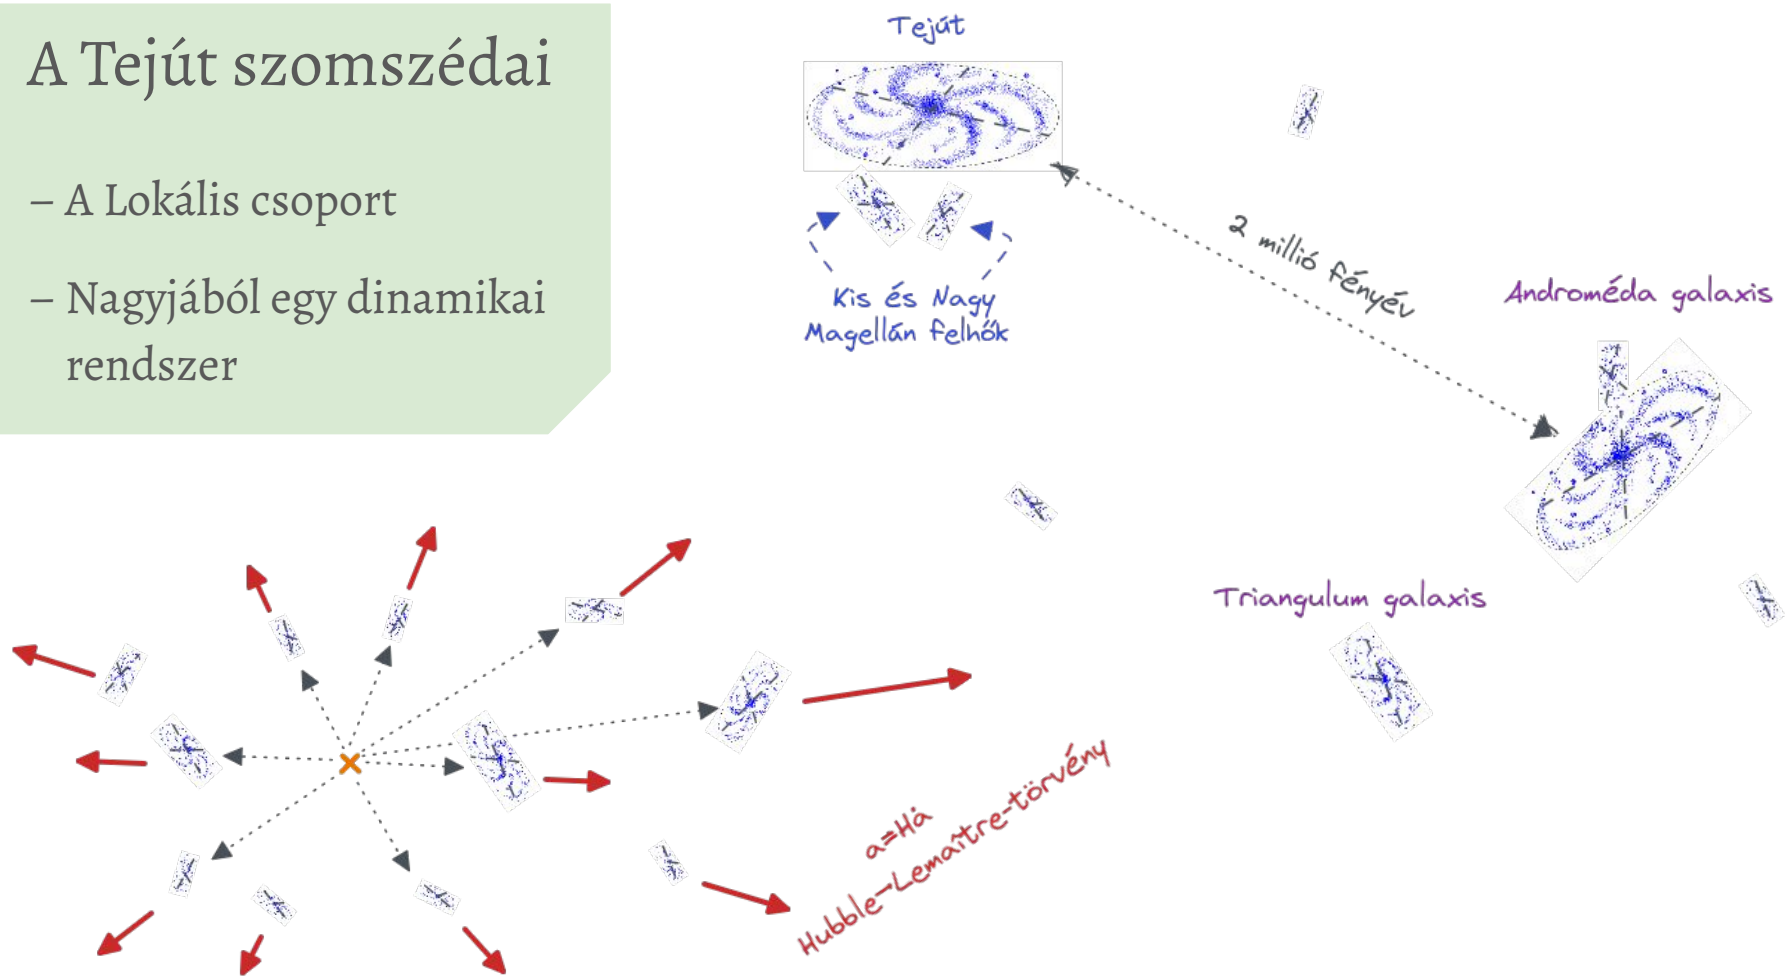 A Tejút szomszédai
– A Lokális csoport
– Nagyjából egy dinamikai
rendszer
Tejút
Kis és Nagy
Magellán felhők
2 millió fényév
Androméda galaxis
Triangulum galaxis
a=Hȧ
Hubble-Lemaître-törvény